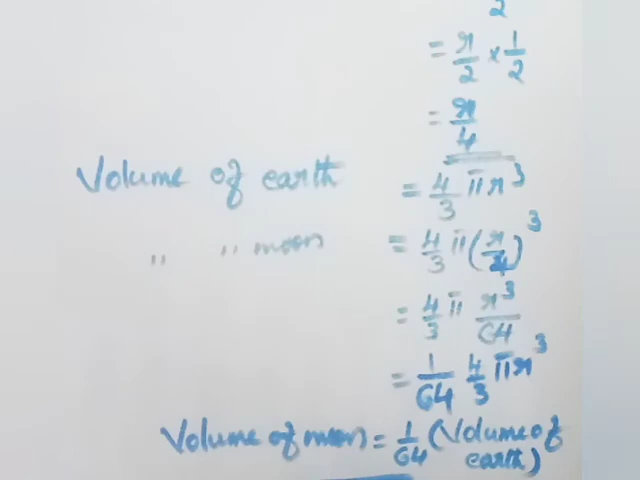 2
= r/2 × 1/2
= r/4
Volume of earth = 4/3 πr³
" " moon = 4/3 π(r/4)³
= 4/3 π r³/64
= 1/64 4/3 πr³
Volume of moon = 1/64 (Volume of earth)